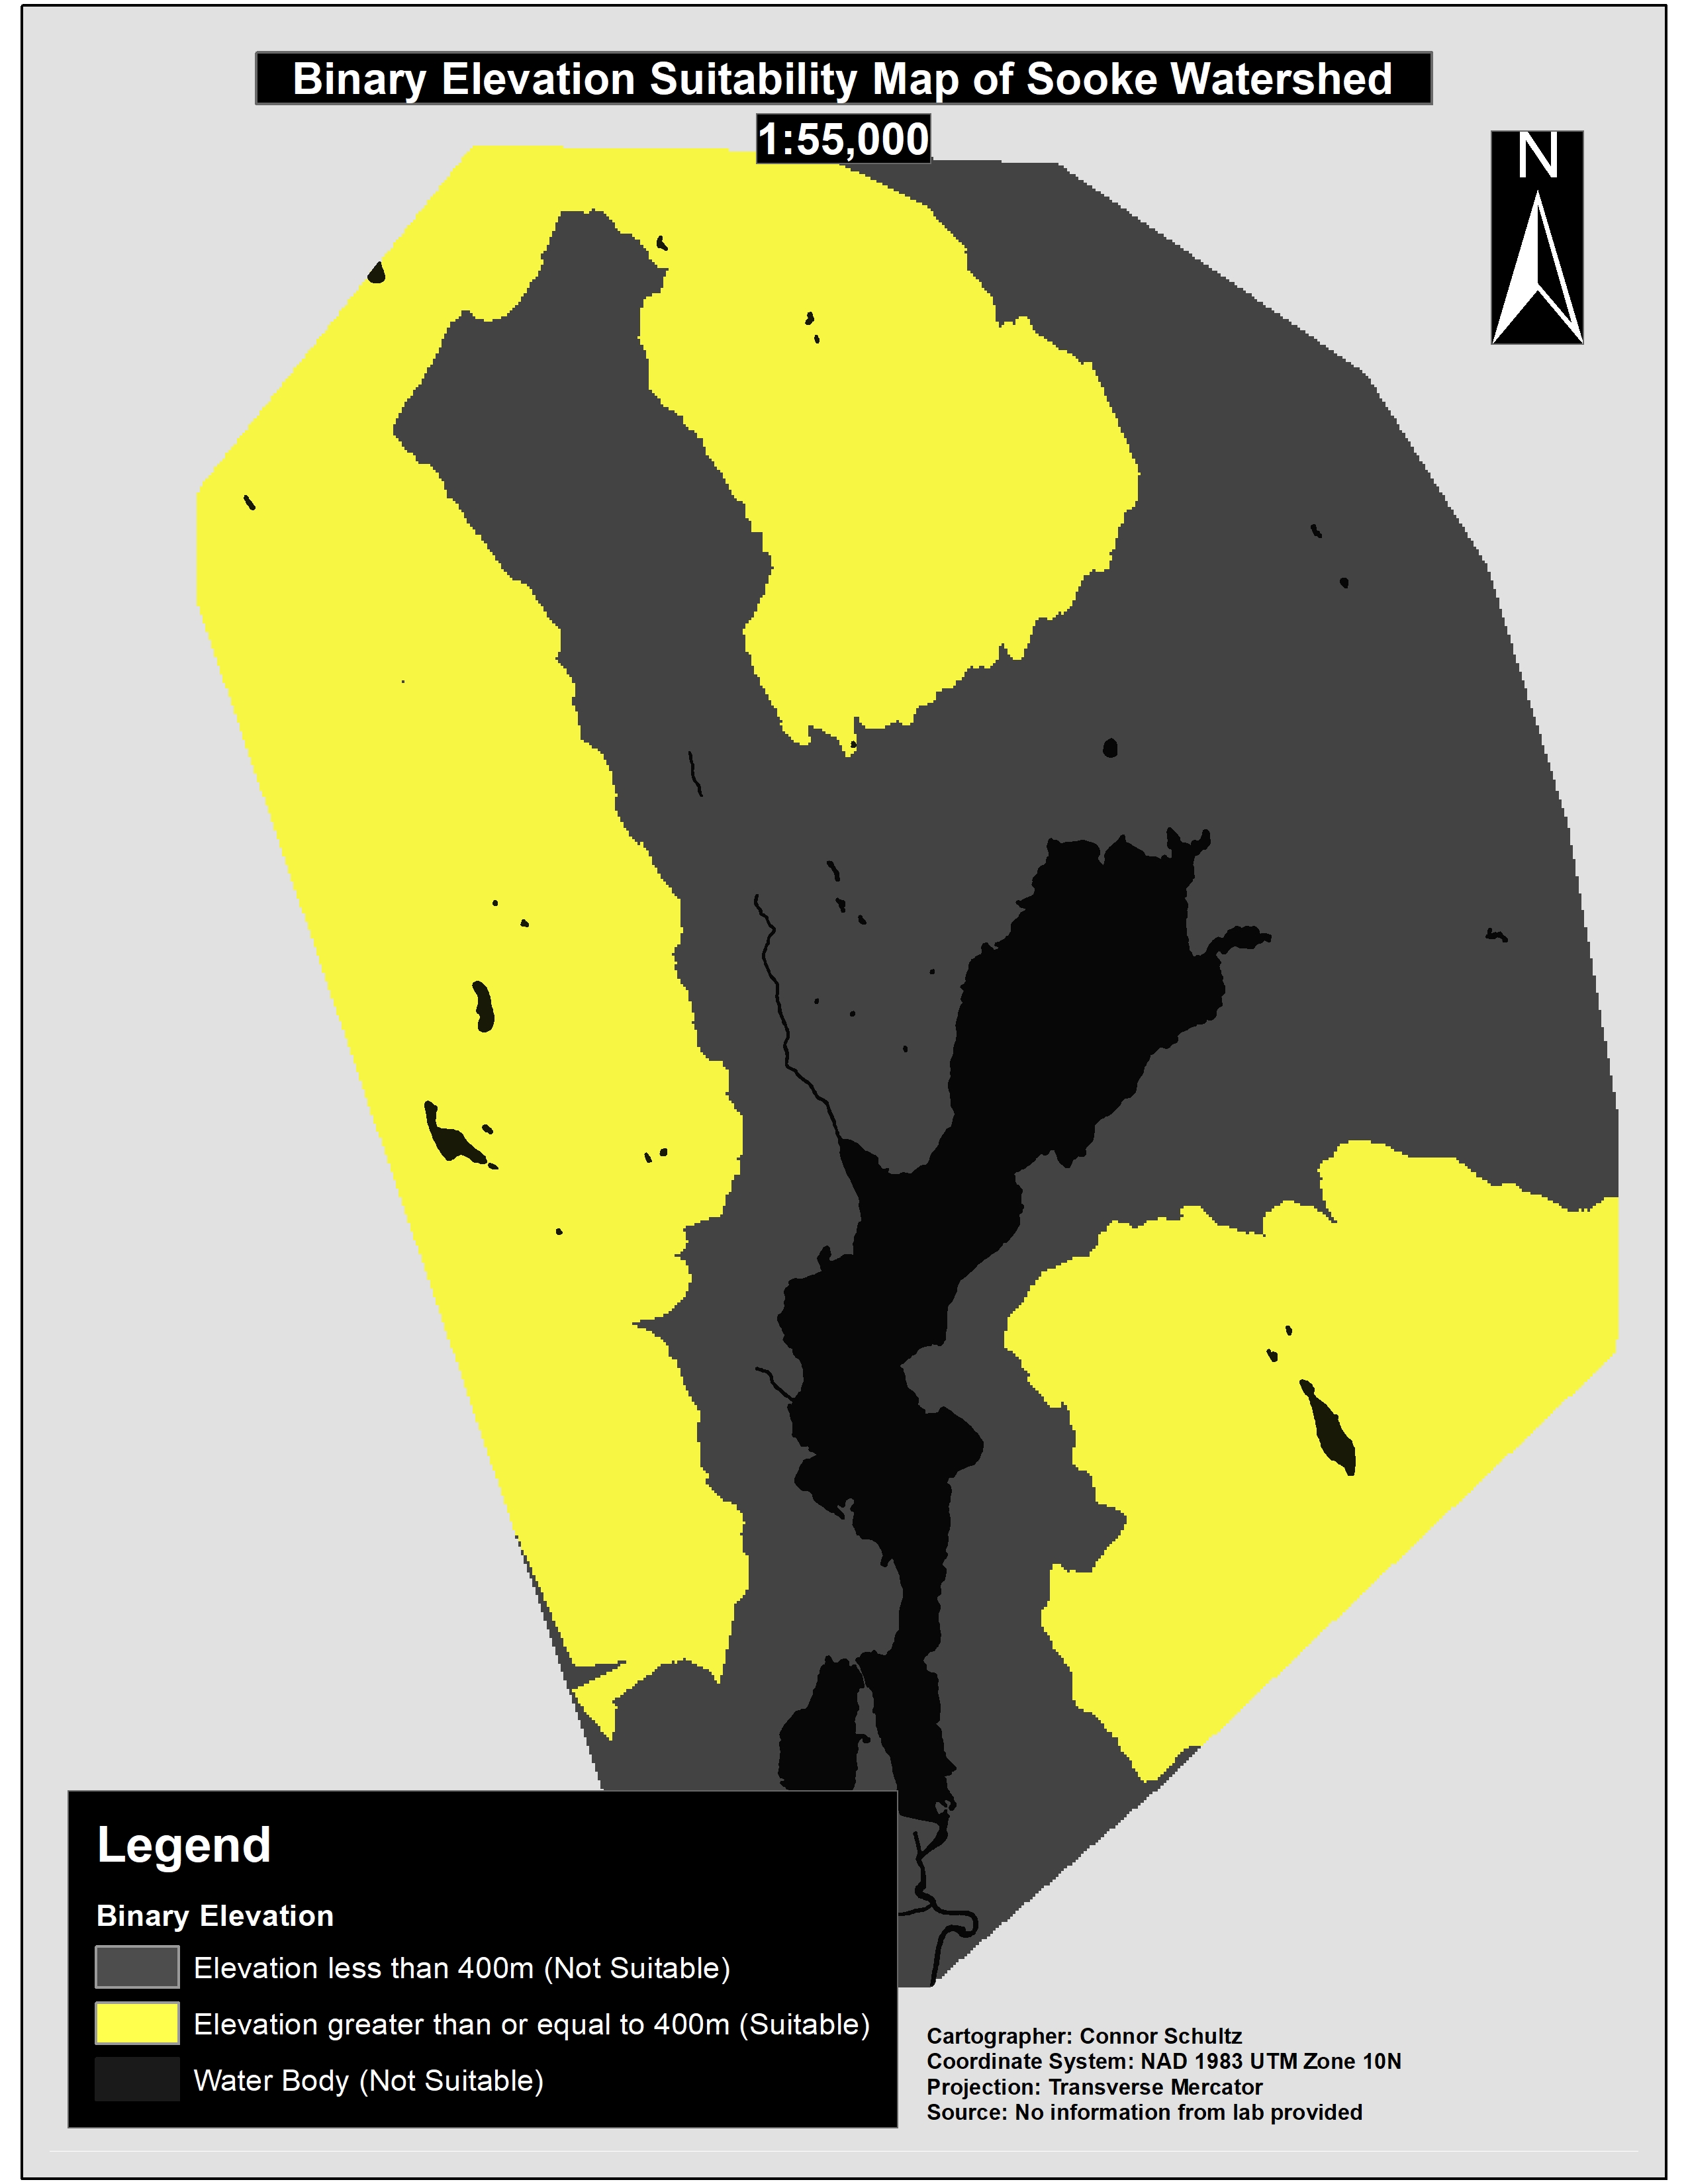 Binary Elevation Suitability Map of Sooke Watershed
1:55,000
N
Legend
Binary Elevation
Elevation less than 400m (Not Suitable)
Elevation greater than or equal to 400m (Suitable)
Water Body (Not Suitable)
Cartographer: Connor Schultz
Coordinate System: NAD 1983 UTM Zone 10N
Projection: Transverse Mercator
Source: No information from lab provided